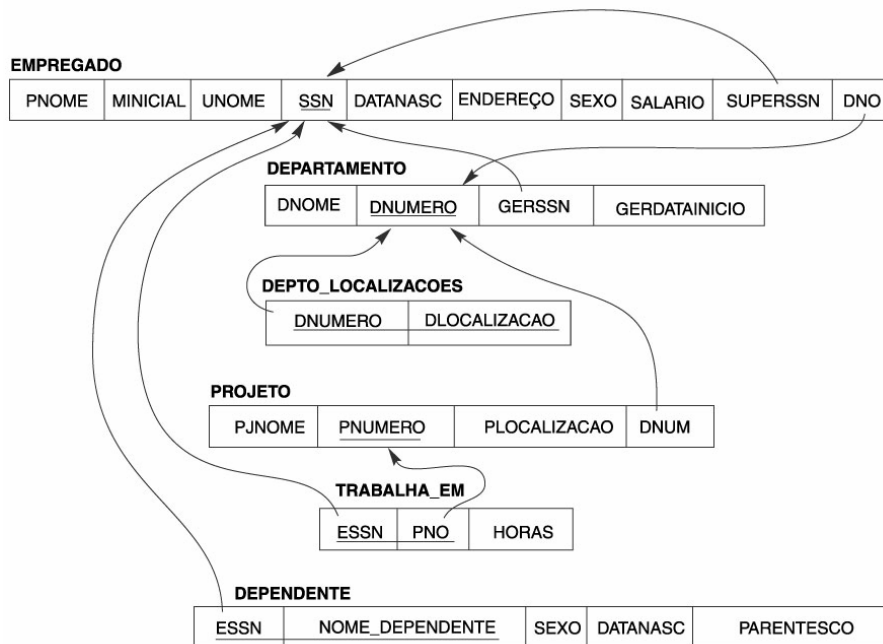 EMPREGADO
PNOME MINICIAL UNOME SSN DATANASC ENDEREÇO SEXO SALARIO SUPERSSN DNO
DEPARTAMENTO
DNOME DNUMERO GERSSN GERDATAINICIO
DEPTO_LOCALIZACOES
DNUMERO DLOCALIZACAO
PROJETO
PJNOME PNUMERO PLOCALIZACAO DNUM
TRABALHA_EM
ESSN PNO HORAS
DEPENDENTE
ESSN NOME_DEPENDENTE SEXO DATANASC PARENTESCO